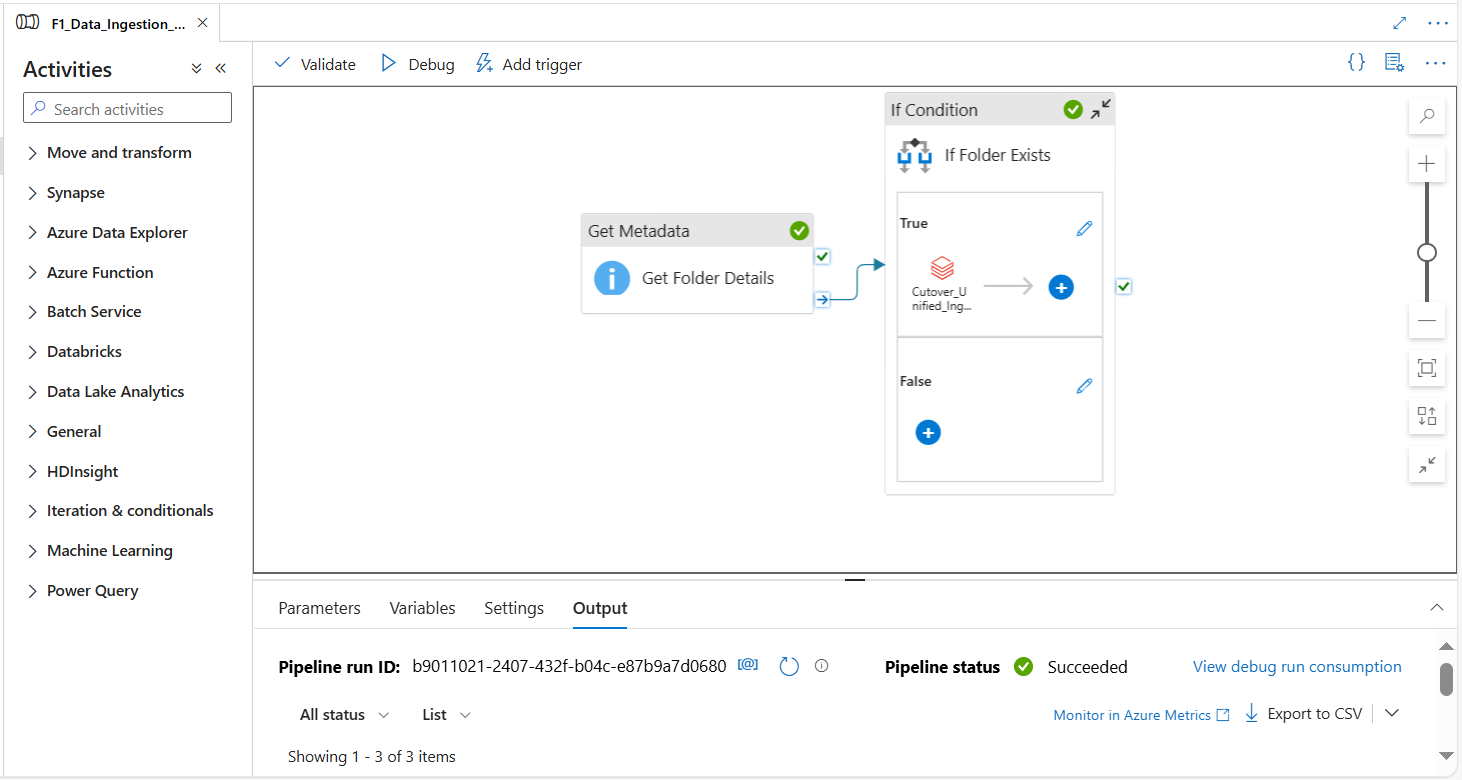 F1_Data_Ingestion_...
Activities
Validate
Debug
Add trigger
Search activities
Move and transform
Synapse
Azure Data Explorer
Azure Function
Batch Service
Databricks
Data Lake Analytics
General
HDInsight
Iteration & conditionals
Machine Learning
Power Query
Get Metadata
Get Folder Details
If Condition
If Folder Exists
True
Cutover_U
nified_Ing...
False
Parameters
Variables
Settings
Output
Pipeline run ID: b9011021-2407-432f-b04c-e87b9a7d0680
Pipeline status
Succeeded
View debug run consumption
All status
List
Monitor in Azure Metrics
Export to CSV
Showing 1 - 3 of 3 items